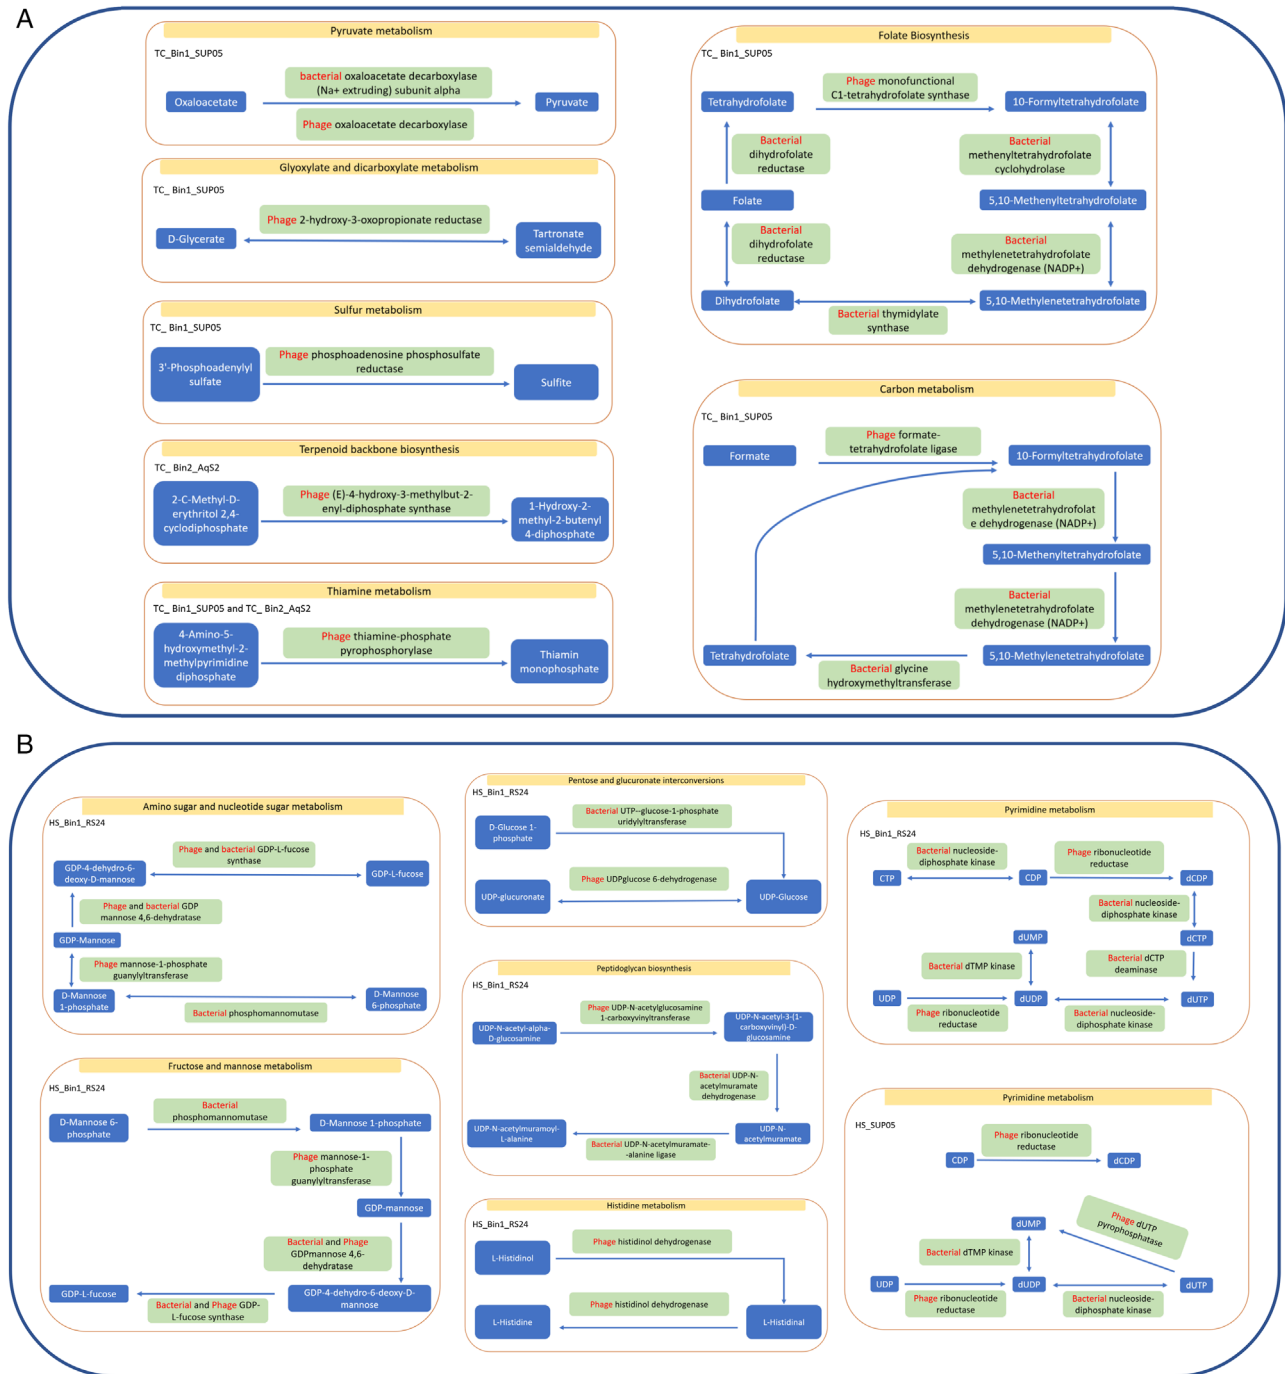 A
Pyruvate metabolism
TC_Bin1_SUP05
bacterial oxaloacetate decarboxylase
(Na+ extruding) subunit alpha
Oxaloacetate
Pyruvate
Phage oxaloacetate decarboxylase
Glyoxylate and dicarboxylate metabolism
TC_ Bin1_SUP05
Phage 2-hydroxy-3-oxopropionate reductase
D-Glycerate
Tartronate
semialdehyde
Sulfur metabolism
TC_ Bin1_SUP05
3'-Phosphoadenylyl
sulfate
Phage phosphoadenosine phosphosulfate
reductase
Sulfite
Terpenoid backbone biosynthesis
TC_ Bin2_AqS2
2-C-Methyl-D-
erythritol 2,4-
cyclodiphosphate
Phage (E)-4-hydroxy-3-methylbut-2-
enyl-diphosphate synthase
1-Hydroxy-2-
methyl-2-butenyl
4-diphosphate
Thiamine metabolism
TC_ Bin1_SUP05 and TC_ Bin2_AqS2
4-Amino-5-
hydroxymethyl-2-
methylpyrimidine
diphosphate
Phage thiamine-phosphate
pyrophosphorylase
Thiamin
monophosphate
Folate Biosynthesis
TC_ Bin1_SUP05
Tetrahydrofolate
Phage monofunctional
C1-tetrahydrofolate synthase
10-Formyltetrahydrofolate
Bacterial
dihydrofolate
reductase
Bacterial
methenyltetrahydrofolate
cyclohydrolase
Folate
5,10-Methenyltetrahydrofolate
Bacterial
dihydrofolate
reductase
Bacterial
methylenetetrahydrofolate
dehydrogenase (NADP+)
Dihydrofolate
5,10-Methylenetetrahydrofolate
Bacterial thymidylate
synthase
Carbon metabolism
TC_ Bin1_SUP05
Formate
Phage formate-
tetrahydrofolate ligase
10-Formyltetrahydrofolate
Bacterial
methylenetetrahydrofolat
e dehydrogenase (NADP+)
5,10-Methenyltetrahydrofolate
Bacterial
methylenetetrahydrofolate
dehydrogenase (NADP+)
Tetrahydrofolate
5,10-Methylenetetrahydrofolate
Bacterial glycine
hydroxymethyltransferase
B
Amino sugar and nucleotide sugar metabolism
HS_Bin1_RS24
Phage and bacterial GDP-L-fucose
synthase
GDP-4-dehydro-6-
deoxy-D-mannose
GDP-L-fucose
Phage and bacterial GDP
mannose 4,6-dehydratase
GDP-Mannose
Phage mannose-1-phosphate
guanylyltransferase
D-Mannose
1-phosphate
D-Mannose
6-phosphate
Bacterial phosphomannomutase
Fructose and mannose metabolism
HS_Bin1_RS24
D-Mannose 6-
phosphate
Bacterial
phosphomannomutase
D-Mannose 1-phosphate
Phage mannose-1-
phosphate
guanylyltransferase
GDP-mannose
Bacterial and Phage
GDPmannose 4,6-
dehydratase
GDP-L-fucose
GDP-4-dehydro-6-deoxy-D-
mannose
Bacterial and Phage GDP-
L-fucose synthase
Pentose and glucuronate interconversions
HS_Bin1_RS24
D-Glucose 1-
phosphate
Bacterial UTP--glucose-1-phosphate
uridylyltransferase
Phage UDPglucose 6-dehydrogenase
UDP-glucuronate
UDP-Glucose
Peptidoglycan biosynthesis
HS_Bin1_RS24
Phage UDP-N-acetylglucosamine
1-carboxyvinyltransferase
UDP-N-acetyl-alpha-
D-glucosamine
UDP-N-acetyl-3-(1-
carboxyvinyl)-D-
glucosamine
Bacterial UDP-N-
acetylmuramate
dehydrogenase
UDP-N-acetylmuramoyl-
L-alanine
UDP-N-
acetylmuramate
Bacterial UDP-N-acetylmuramate-
-alanine ligase
Histidine metabolism
HS_Bin1_RS24
L-Histidinol
Phage histidinol dehydrogenase
Phage histidinol dehydrogenase
L-Histidine
L-Histidinal
Pyrimidine metabolism
HS_Bin1_RS24
Bacterial nucleoside-
diphosphate kinase
Phage ribonucleotide
reductase
CTP
CDP
dCDP
Bacterial nucleoside-
diphosphate kinase
dUMP
dCTP
Bacterial dTMP kinase
Bacterial dCTP
deaminase
UDP
dUDP
dUTP
Phage ribonucleotide
reductase
Bacterial nucleoside-
diphosphate kinase
Pyrimidine metabolism
HS_SUP05
Phage ribonucleotide
reductase
CDP
dCDP
dUMP
Phage dUTP
pyrophosphatase
Bacterial dTMP kinase
UDP
dUDP
dUTP
Phage ribonucleotide
reductase
Bacterial nucleoside-
diphosphate kinase